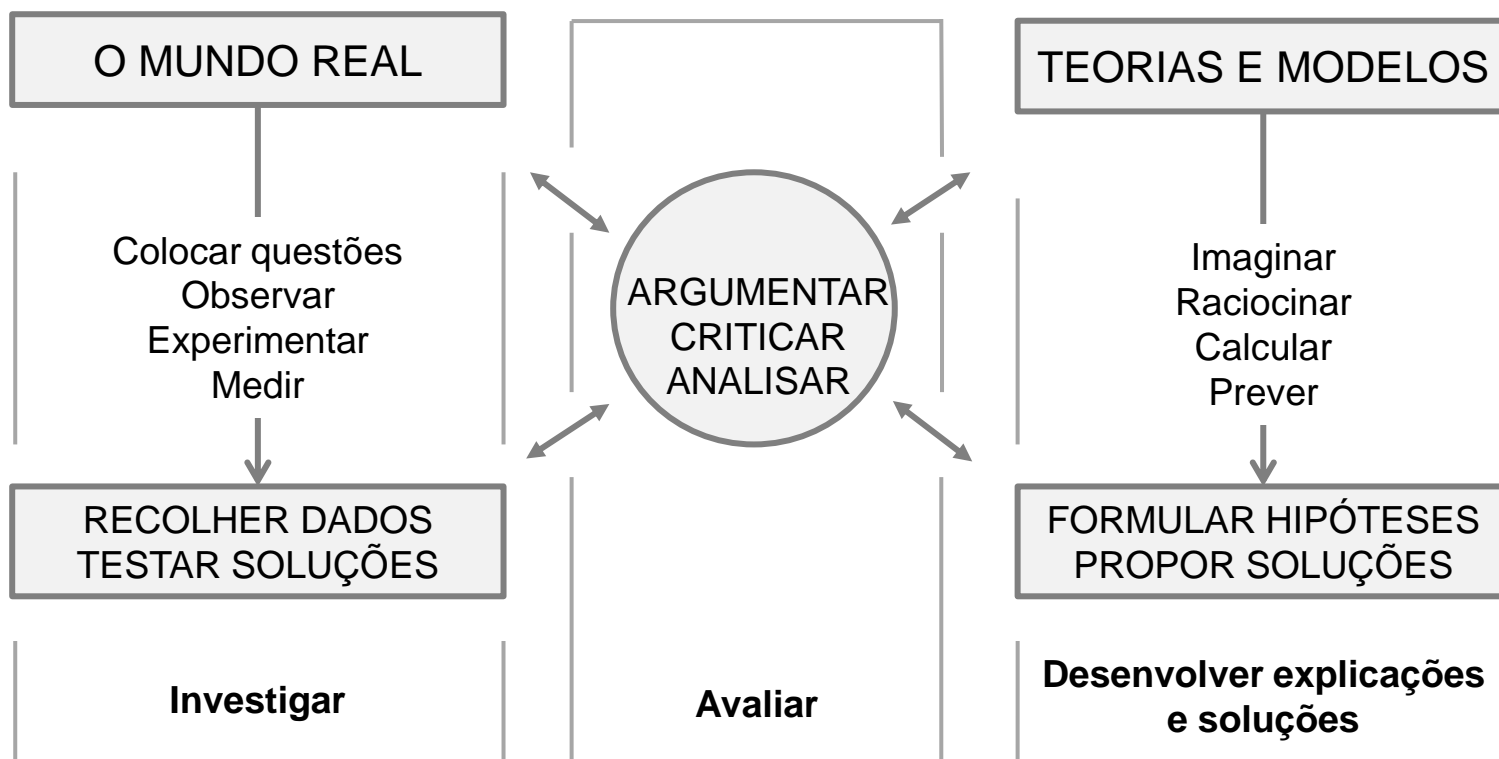 O MUNDO REAL
Colocar questões
Observar
Experimentar
Medir
RECOLHER DADOS
TESTAR SOLUÇÕES
Investigar
ARGUMENTAR
CRITICAR
ANALISAR
Avaliar
TEORIAS E MODELOS
Imaginar
Raciocinar
Calcular
Prever
FORMULAR HIPÓTESES
PROPOR SOLUÇÕES
Desenvolver explicações
e soluções